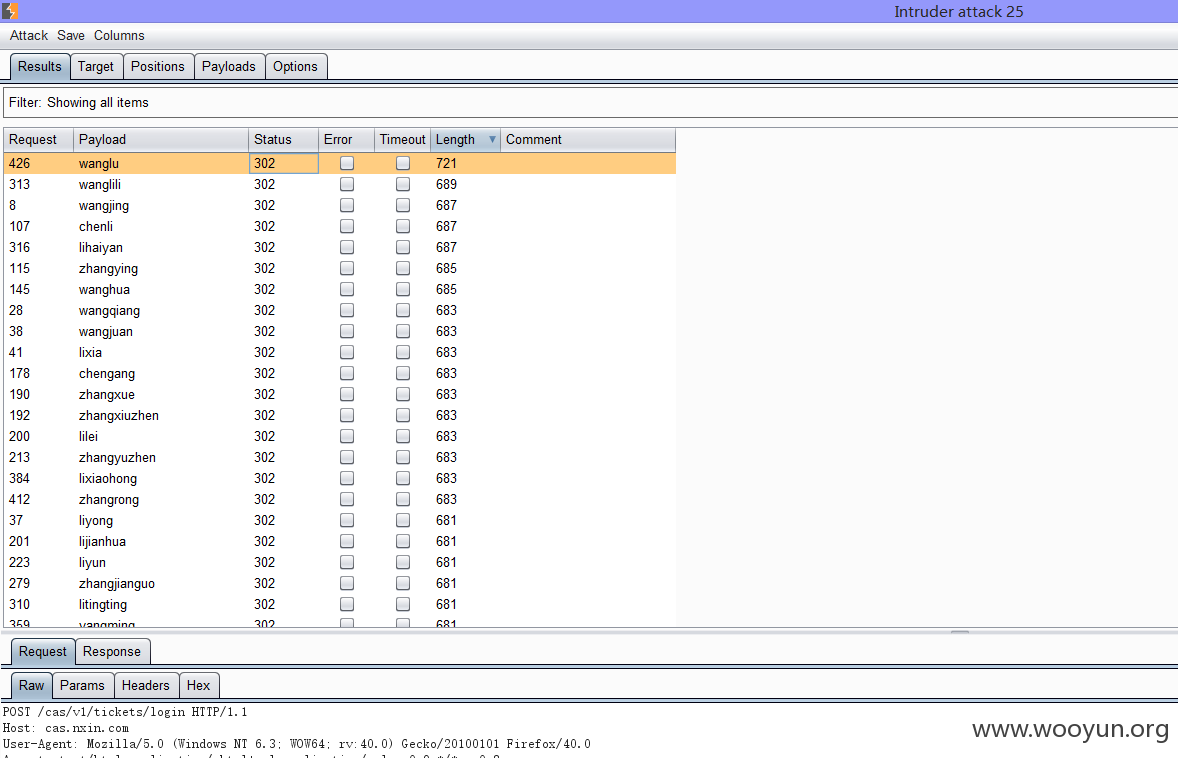 Intruder attack 25
Attack Save Columns
Results Target Positions Payloads Options
Filter: Showing all items
Request Payload Status Error Timeout Length Comment
426 wanglu 302 721
313 wanglili 302 689
8 wangjing 302 687
107 chenli 302 687
316 lihaiyan 302 687
115 zhangying 302 685
145 wanghua 302 685
28 wangqiang 302 683
38 wangjuan 302 683
41 lixia 302 683
178 chengang 302 683
190 zhangxue 302 683
192 zhangxiuzhen 302 683
200 lilei 302 683
213 zhangyuzhen 302 683
384 lixiaohong 302 683
412 zhangrong 302 683
37 liyong 302 681
201 lijianhua 302 681
223 liyun 302 681
279 zhangjianguo 302 681
310 litingting 302 681
359 yangming 302 681
Request Response
Raw Params Headers Hex
POST /cas/v1/tickets/login HTTP/1.1
Host: cas.nxin.com
User-Agent: Mozilla/5.0 (Windows NT 6.3; WOW64; rv:40.0) Gecko/20100101 Firefox/40.0
www.wooyun.org